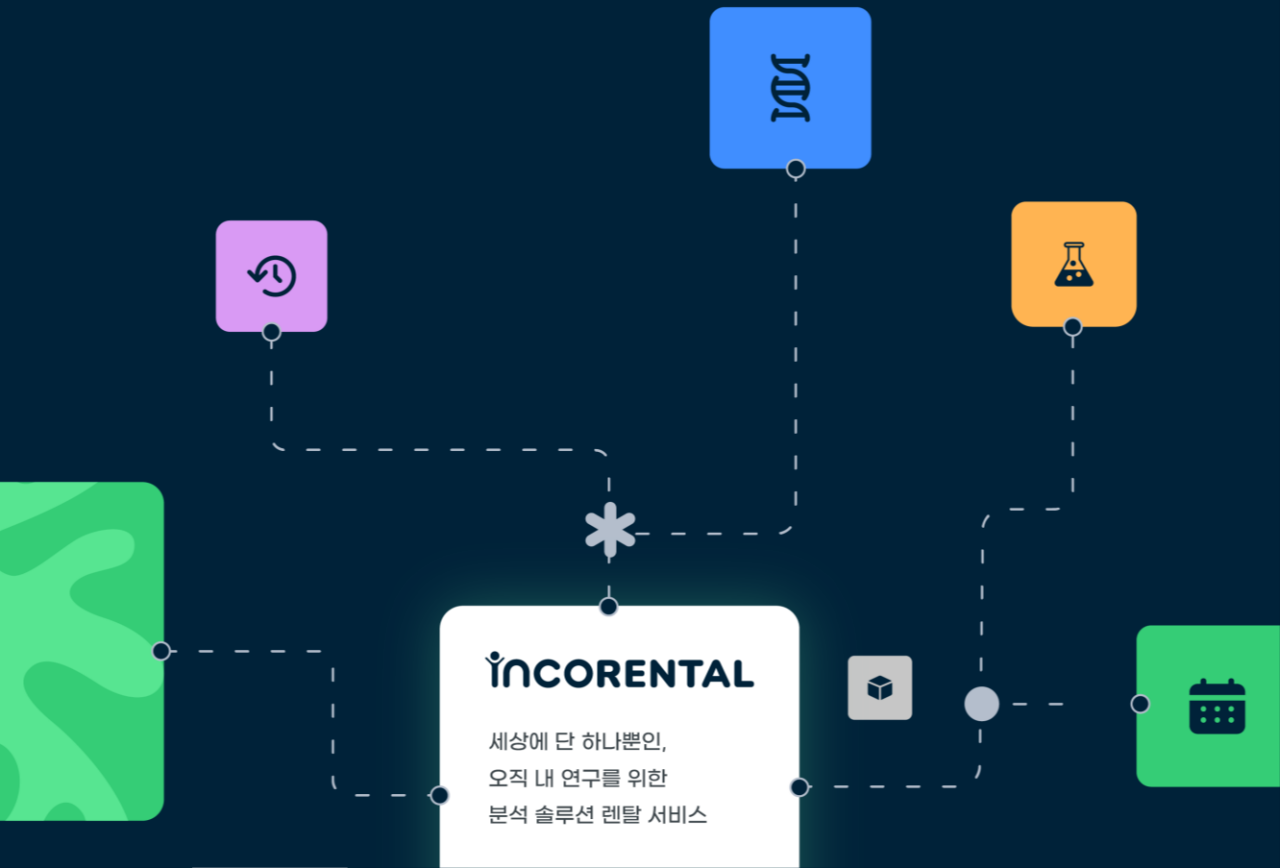 INCORENTAL
세상에 단 하나뿐인,
오직 내 연구를 위한
분석 솔루션 렌탈 서비스